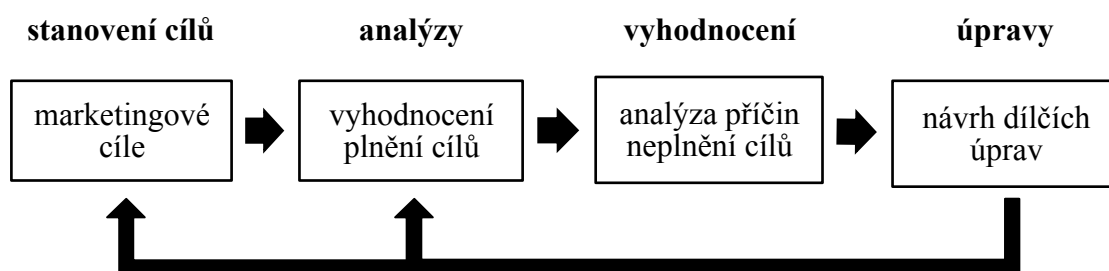 stanovení cílů
analýzy
vyhodnocení
úpravy
marketingové
cíle
vyhodnocení
plnění cílů
analýza příčin
neplnění cílů
návrh dílčích
úprav